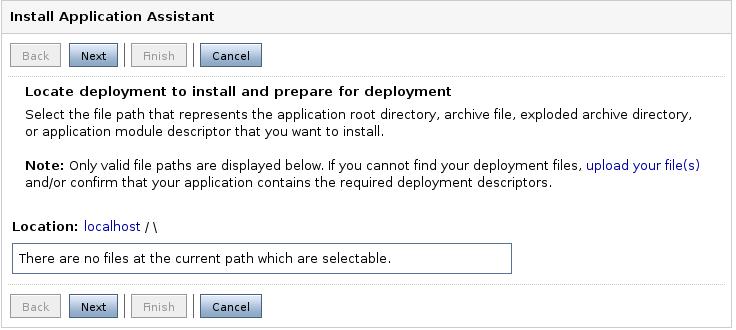 Install Application Assistant
Back Next Finish Cancel
Locate deployment to install and prepare for deployment
Select the file path that represents the application root directory, archive file, exploded archive directory,
or application module descriptor that you want to install.
Note: Only valid file paths are displayed below. If you cannot find your deployment files, upload your file(s)
and/or confirm that your application contains the required deployment descriptors.
Location: localhost / \
There are no files at the current path which are selectable.
Back Next Finish Cancel